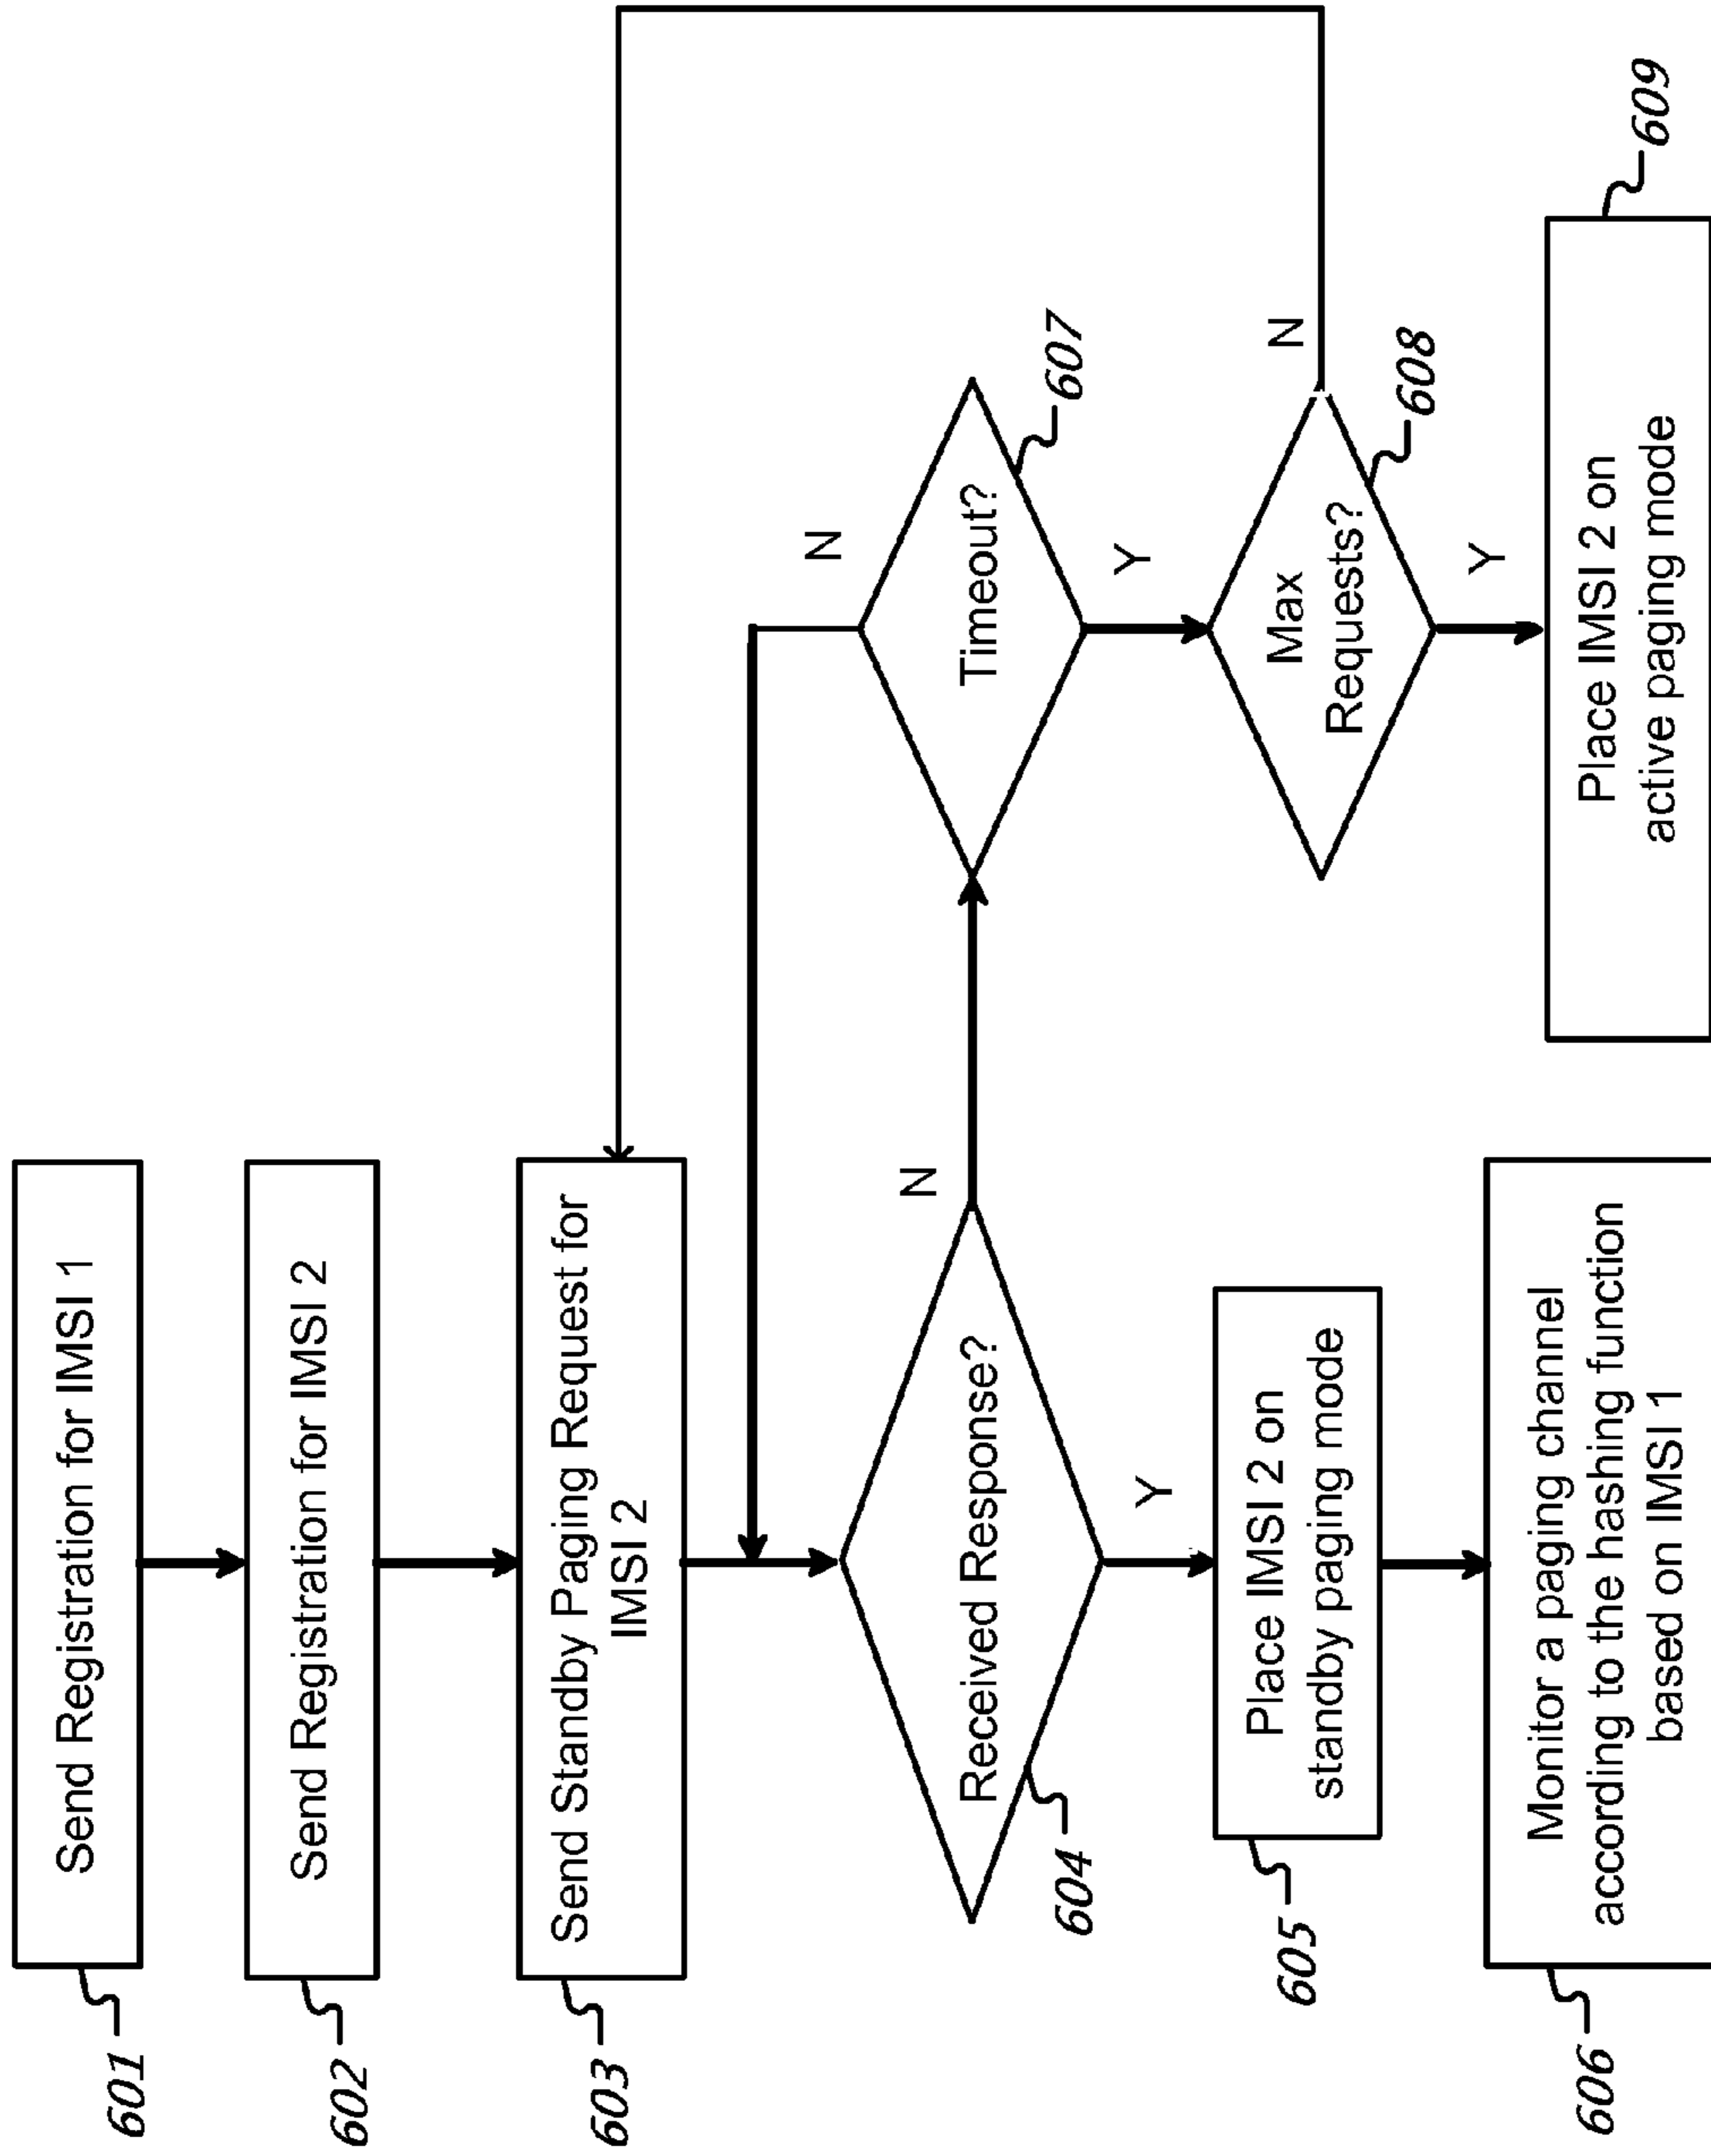 601
Send Registration for IMSI 1
602
Send Registration for IMSI 2
603
Send Standby Paging Request for
IMSI 2
604
Received Response?
N
Y
605
Place IMSI 2 on
standby paging mode
606
Monitor a paging channel
according to the hashing function
based on IMSI 1
N
Timeout?
607
Y
Max
Requests?
608
N
Y
Place IMSI 2 on
active paging mode
609